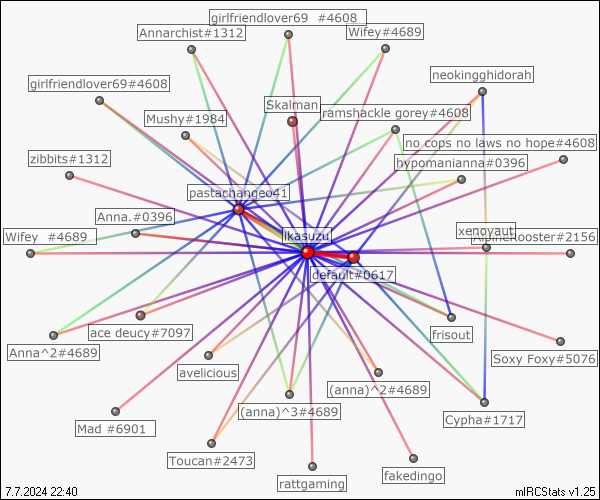 girlfriendlover69 #4608
Annarchist#1312
Wifey#4689
neokingghidorah
girlfriendlover69#4608
Skalman
Mushy#1984
ramshackle gorey#4608
no cops no laws no hope#4608
zibbits#1312
hypomanianna#0396
pastachangeo41
Anna.#0396
Wifey #4689
ikasuzu
xenoyaut
#2156
default#0617
ace deucy#7097
frisout
Anna^2#4689
avelicious
Soxy Foxy#5076
(anna)^2#4689
(anna)^3#4689
Cypha#1717
Mad #6901
Toucan#2473
rattgaming
fakedingo
7.7.2024 22:40
mIRCStats v1.25